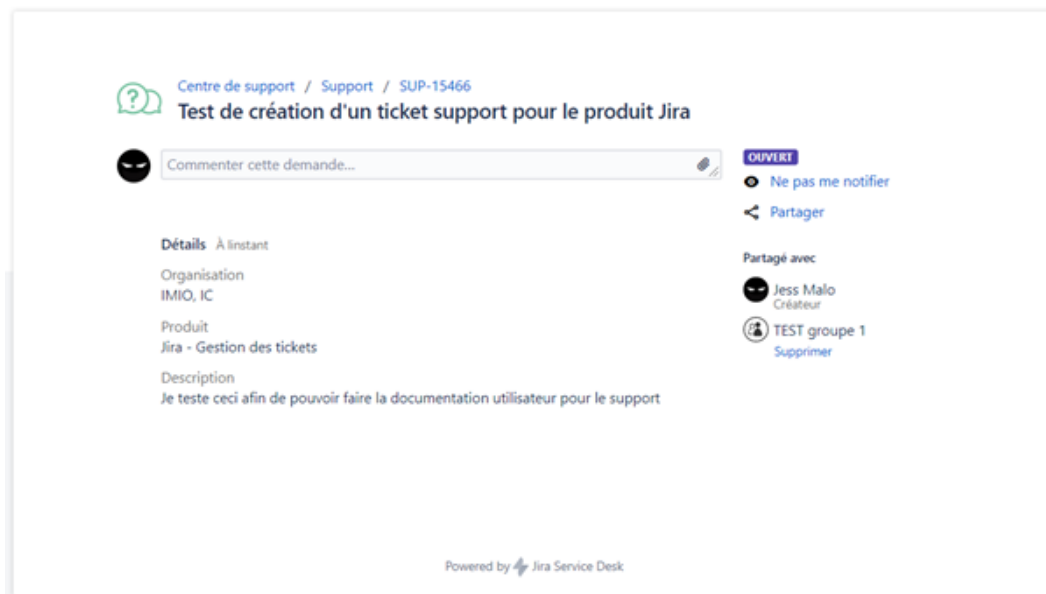 Centre de support / Support / SUP-15466
Test de création d'un ticket support pour le produit Jira
Commenter cette demande...
OUVERT
Ne pas me notifier
Partager
Détails À linstant
Organisation
IMIO, IC
Produit
Jira - Gestion des tickets
Description
Je teste ceci afin de pouvoir faire la documentation utilisateur pour le support
Partagé avec
Jess Malo
Créateur
TEST groupe 1
Supprimer
Powered by Jira Service Desk